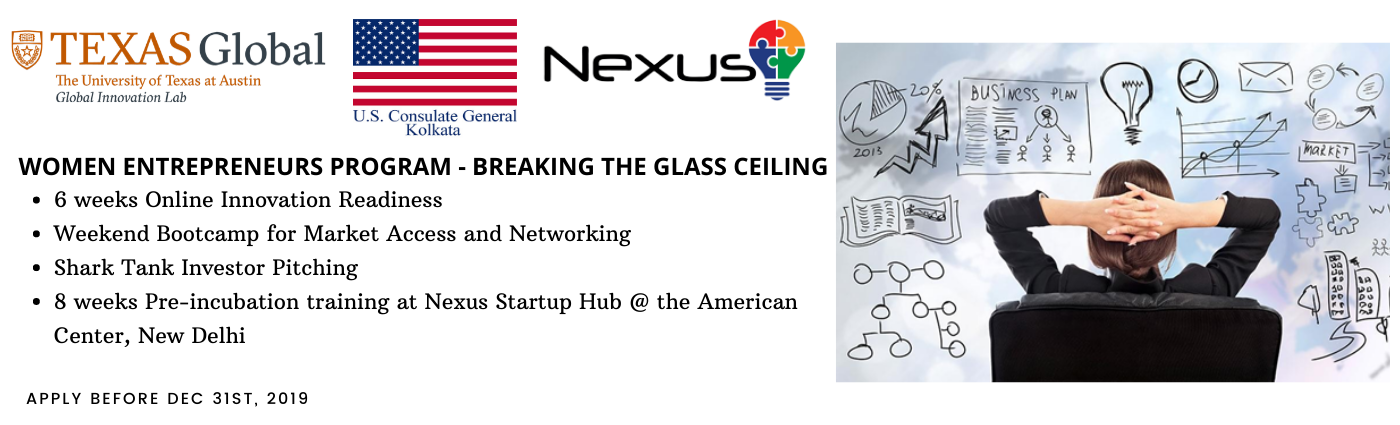 TEXAS Global
The University of Texas at Austin
Global Innovation Lab
U.S. Consulate General
Kolkata
Nexus
WOMEN ENTREPRENEURS PROGRAM - BREAKING THE GLASS CEILING
• 6 weeks Online Innovation Readiness
• Weekend Bootcamp for Market Access and Networking
• Shark Tank Investor Pitching
• 8 weeks Pre-incubation training at Nexus Startup Hub @ the American
Center, New Delhi
APPLY BEFORE DEC 31ST, 2019
20%
2013
BUSINESS PLAN
MARKET